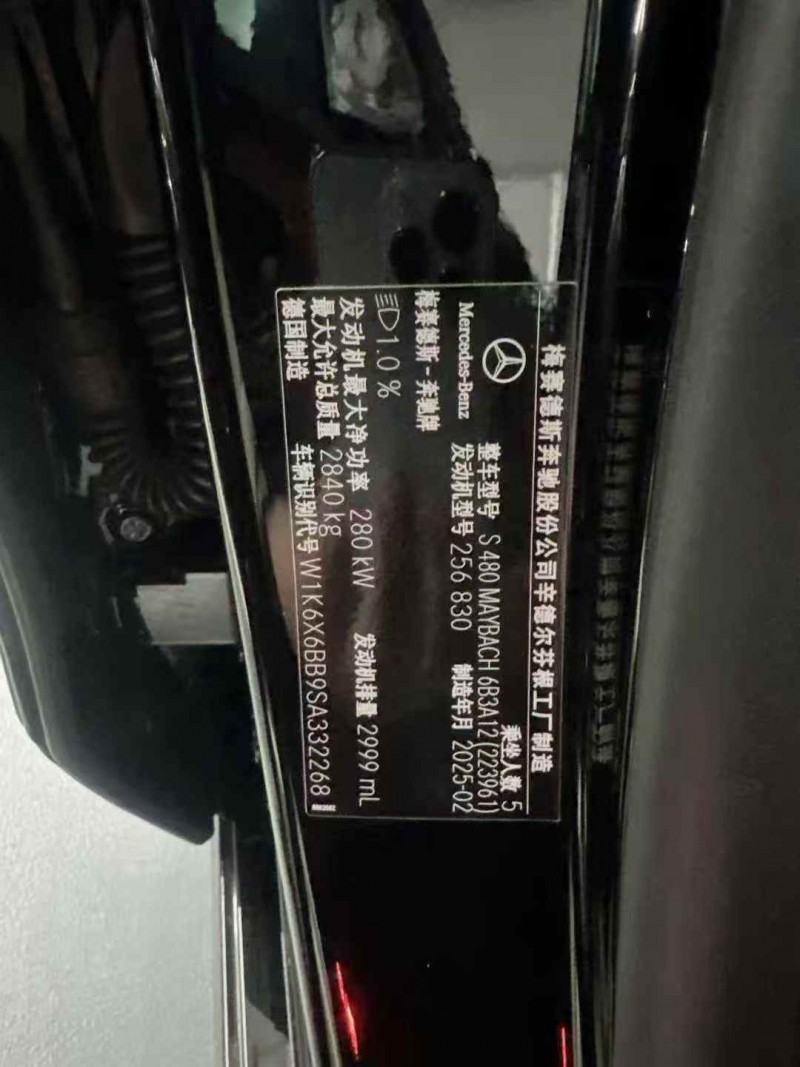 梅赛德斯奔驰股份公司辛德尔芬根工厂制造
乘坐人数 5
Mercedes-Benz
整车型号 S 480 MAYBACH 6B3A12 (223961)
梅赛德斯-奔驰牌
发动机型号 256 830 制造年月 2025-02
1.0 %
发动机最大净功率 280 kW 发动机排量 2999 mL
最大允许总质量 2840 kg
德国制造
车辆识别代号 W1K6X6BB9SA332268